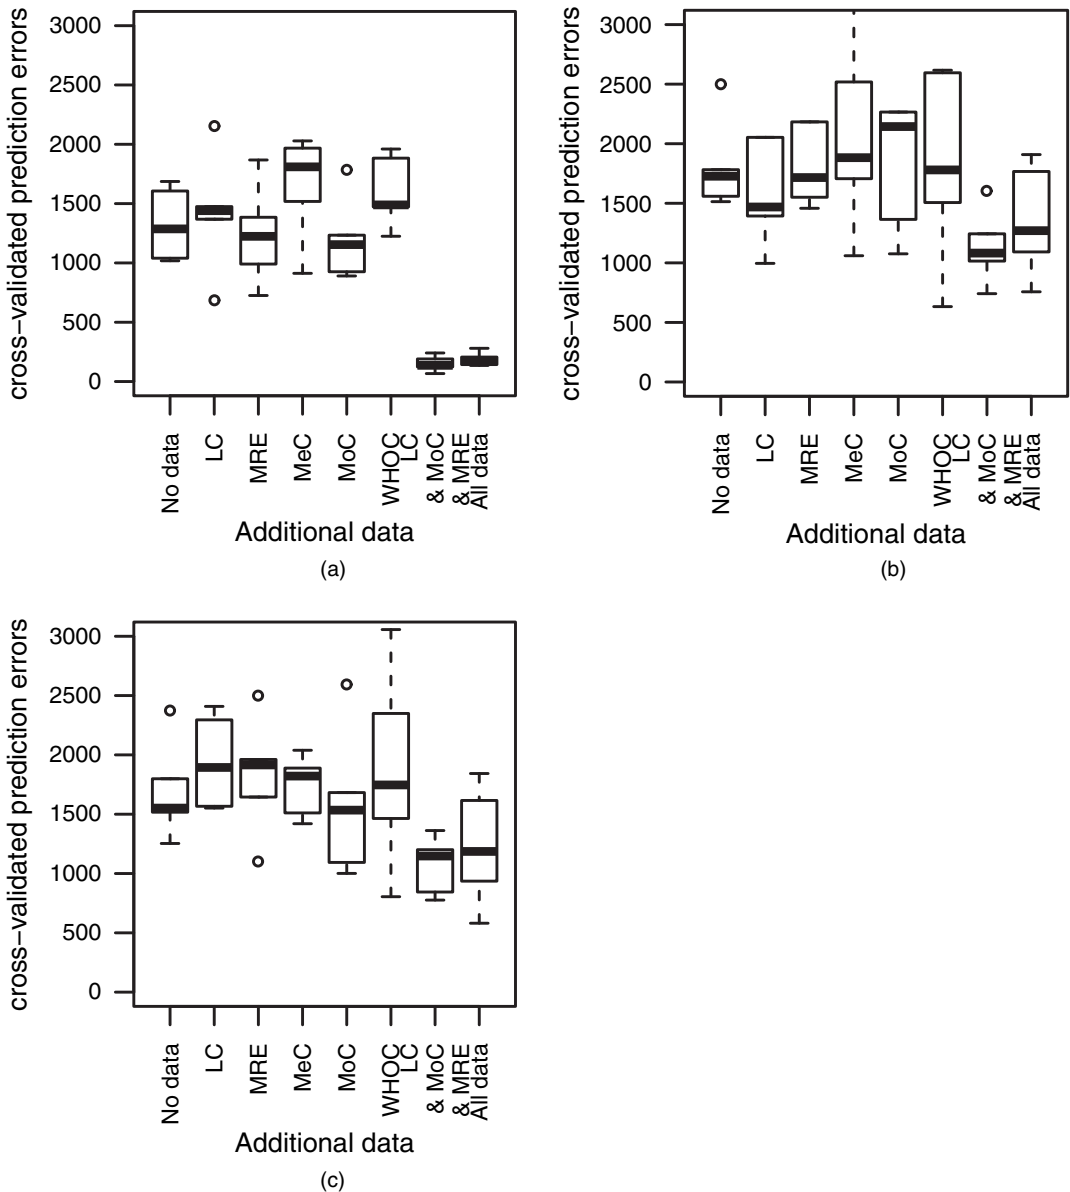 cross−validated prediction errors
3000
2500
2000
1500
1000
500
0
No data
LC
MRE
MeC
MoC
WHOC
LC
& MoC
& MRE
All data
Additional data
(a)
cross−validated prediction errors
3000
2500
2000
1500
1000
500
0
No data
LC
MRE
MeC
MoC
WHOC
LC
& MoC
& MRE
All data
Additional data
(b)
cross−validated prediction errors
3000
2500
2000
1500
1000
500
0
No data
LC
MRE
MeC
MoC
WHOC
LC
& MoC
& MRE
All data
Additional data
(c)